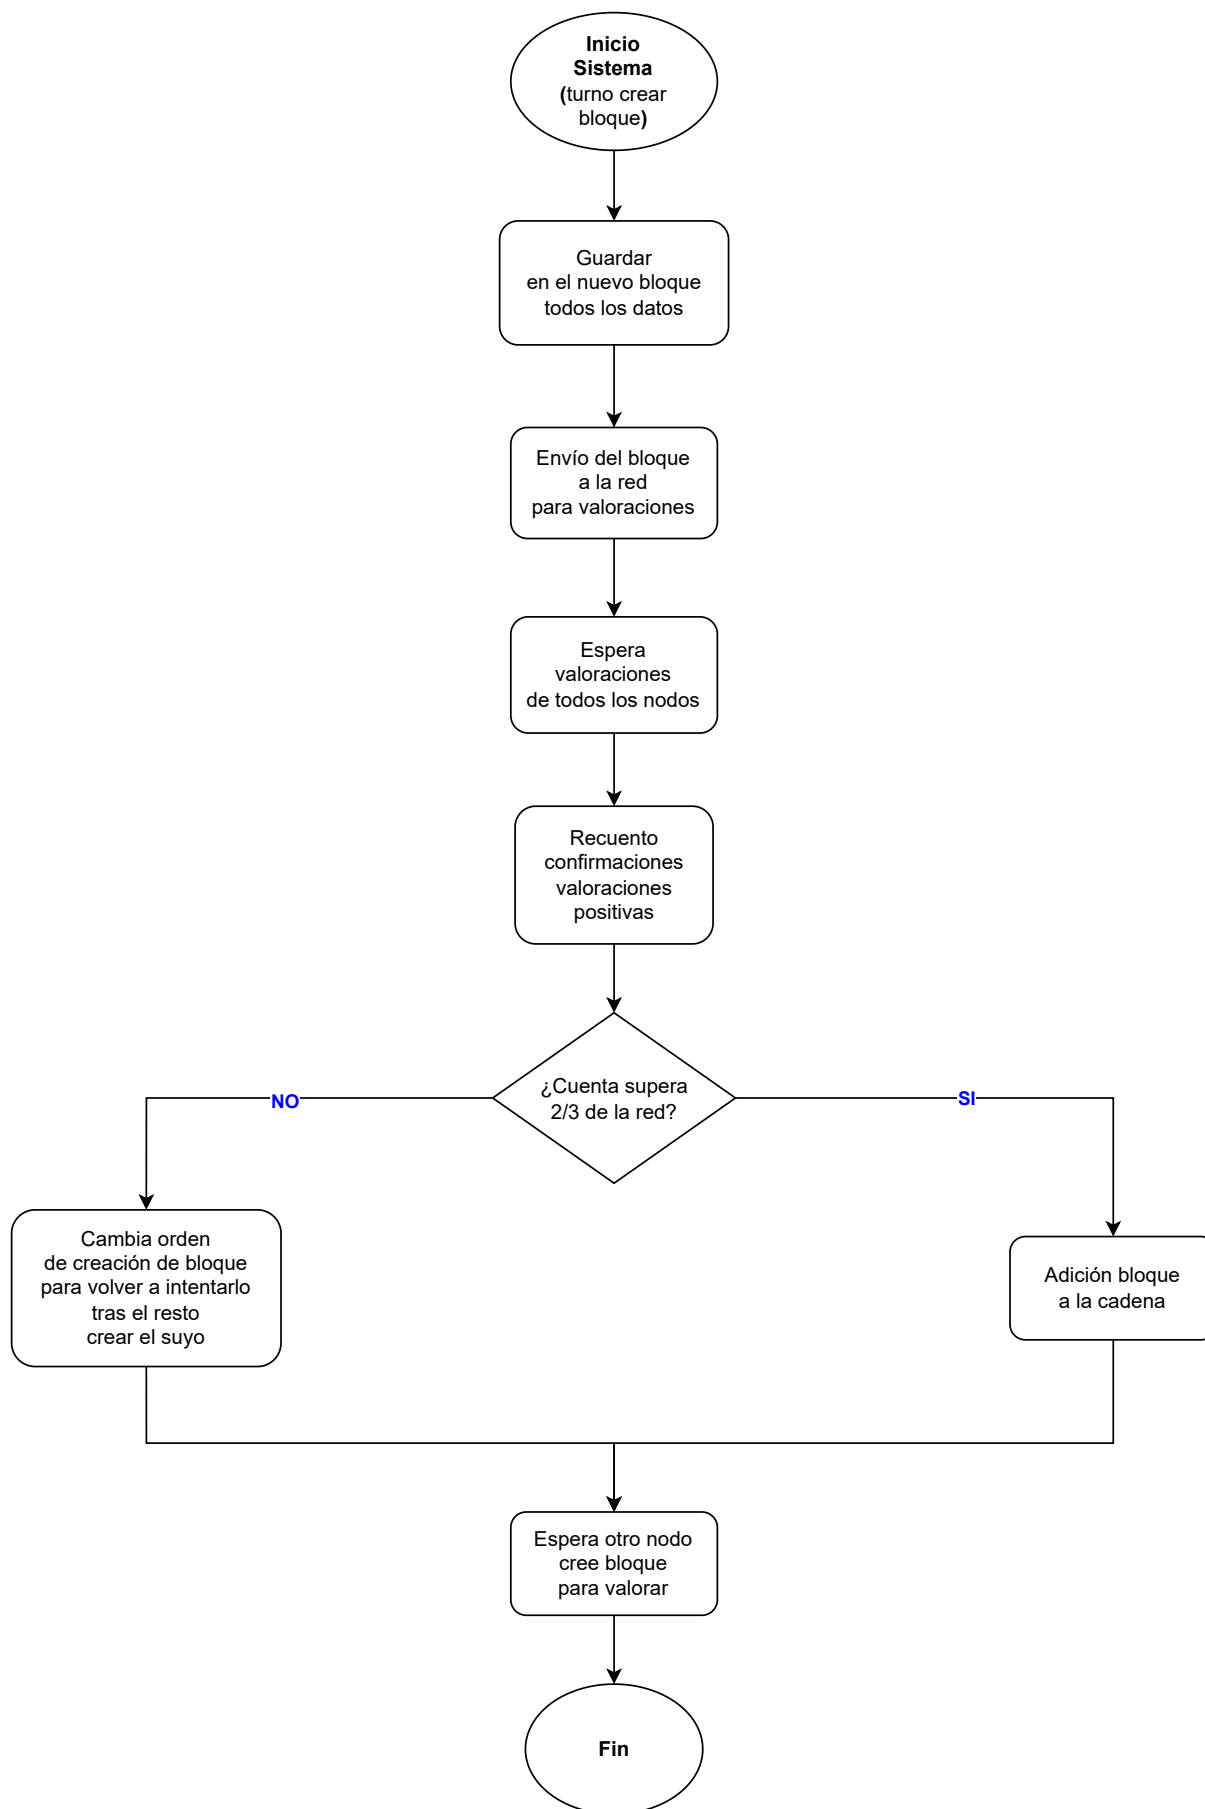 Inicio
Sistema
(turno crear
bloque)
Guardar
en el nuevo bloque
todos los datos
Envío del bloque
a la red
para valoraciones
Espera
valoraciones
de todos los nodos
Recuento
confirmaciones
valoraciones
positivas
¿Cuenta supera
2/3 de la red?
NO
SI
Cambia orden
de creación de bloque
para volver a intentarlo
tras el resto
crear el suyo
Adición bloque
a la cadena
Espera otro nodo
cree bloque
para valorar
Fin